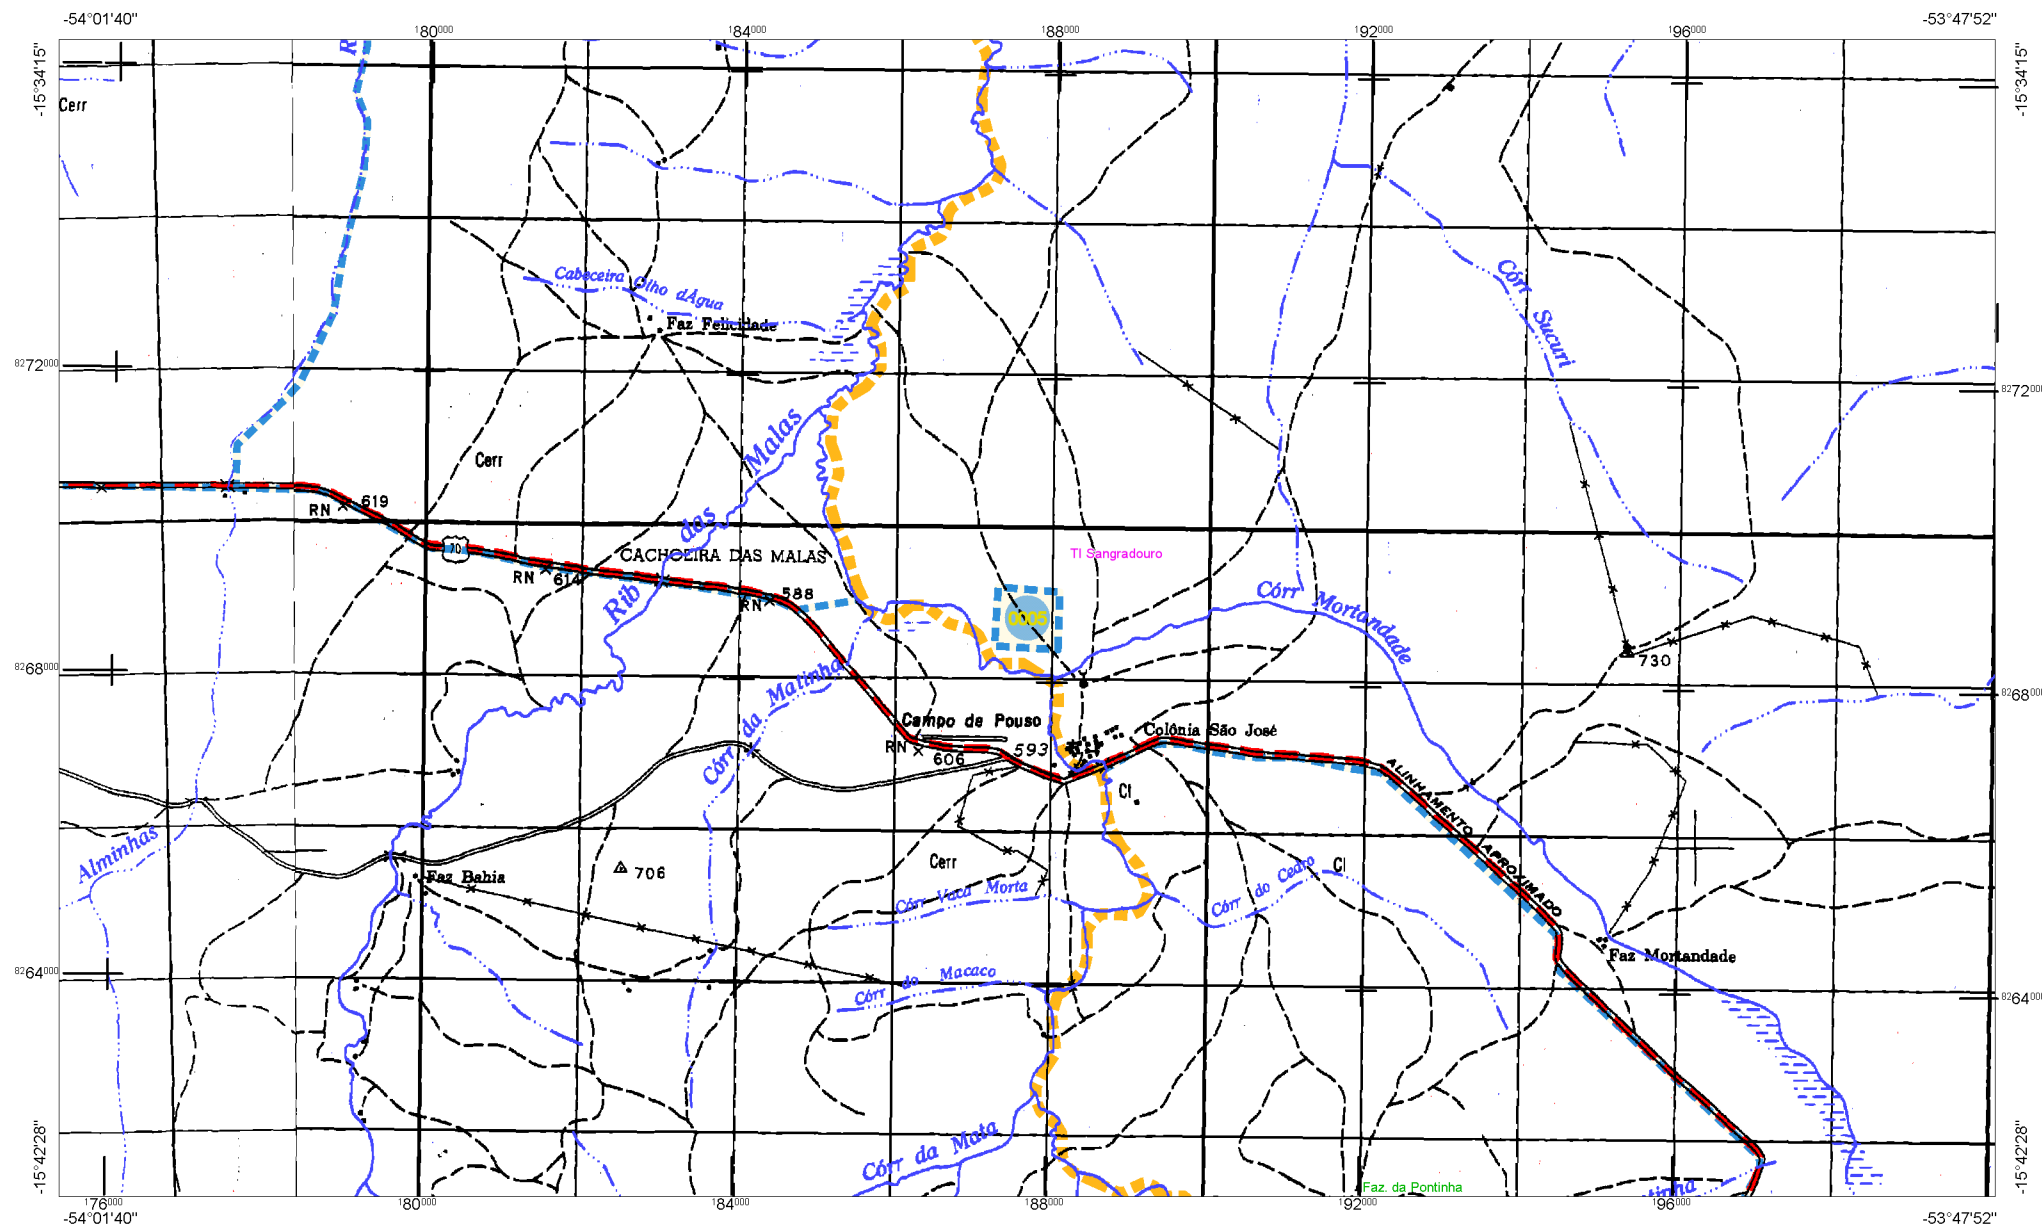 -54°01'40"
180000
184000
188000
192000
196000
-53°47'52"
-15°34'15"
-15°34'15"
R
Cerr
Cabeceira Olho dÁgua
Faz Felicidade
Córr Sucuri
8272000
8272000
Cerr
Rib das Malas
RN 619
70
CACHOEIRA DAS MALAS
TI Sangradouro
RN 614
RN 588
0005
Córr Mortandade
730
8268000
8268000
Córr da Matinha
Campo de Pouso
Colônia São José
RN 606
593
Cl
ALINHAMENTO APROXIMADO
Alminhas
706
Faz Bahia
Cerr
Cl
Córr Vaca Morta
Córr do Cedro
Faz Mortandade
8264000
8264000
Córr do Macaco
Córr da Mata
Faz. da Pontinha
tinha
-15°42'28"
-15°42'28"
176000
180000
184000
188000
192000
196000
-54°01'40"
-53°47'52"